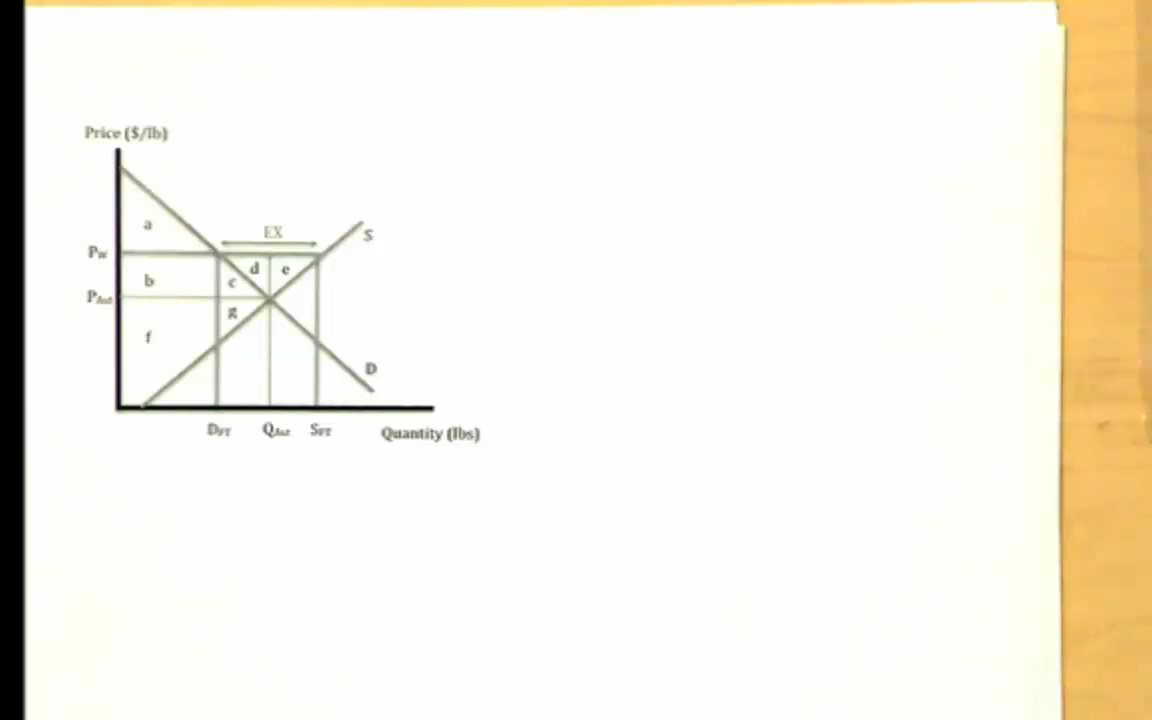 Price ($/lb)
a
EX
S
PW
d e
b c
PAut
g
f
D
DFT QAut SFT Quantity (lbs)